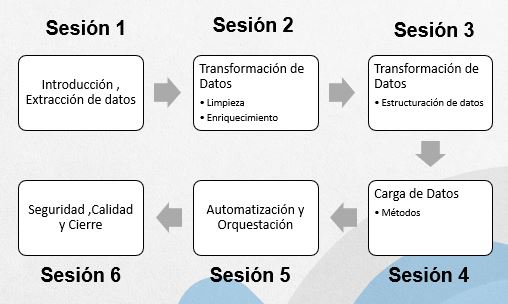 Sesión 1
Sesión 2
Sesión 3
Introducción ,
Extracción de datos
Transformación de
Datos
• Limpieza
• Enriquecimiento
Transformación de
Datos
• Estructuración de datos
Carga de Datos
• Métodos
Automatización y
Orquestación
Seguridad ,Calidad
y Cierre
Sesión 4
Sesión 5
Sesión 6